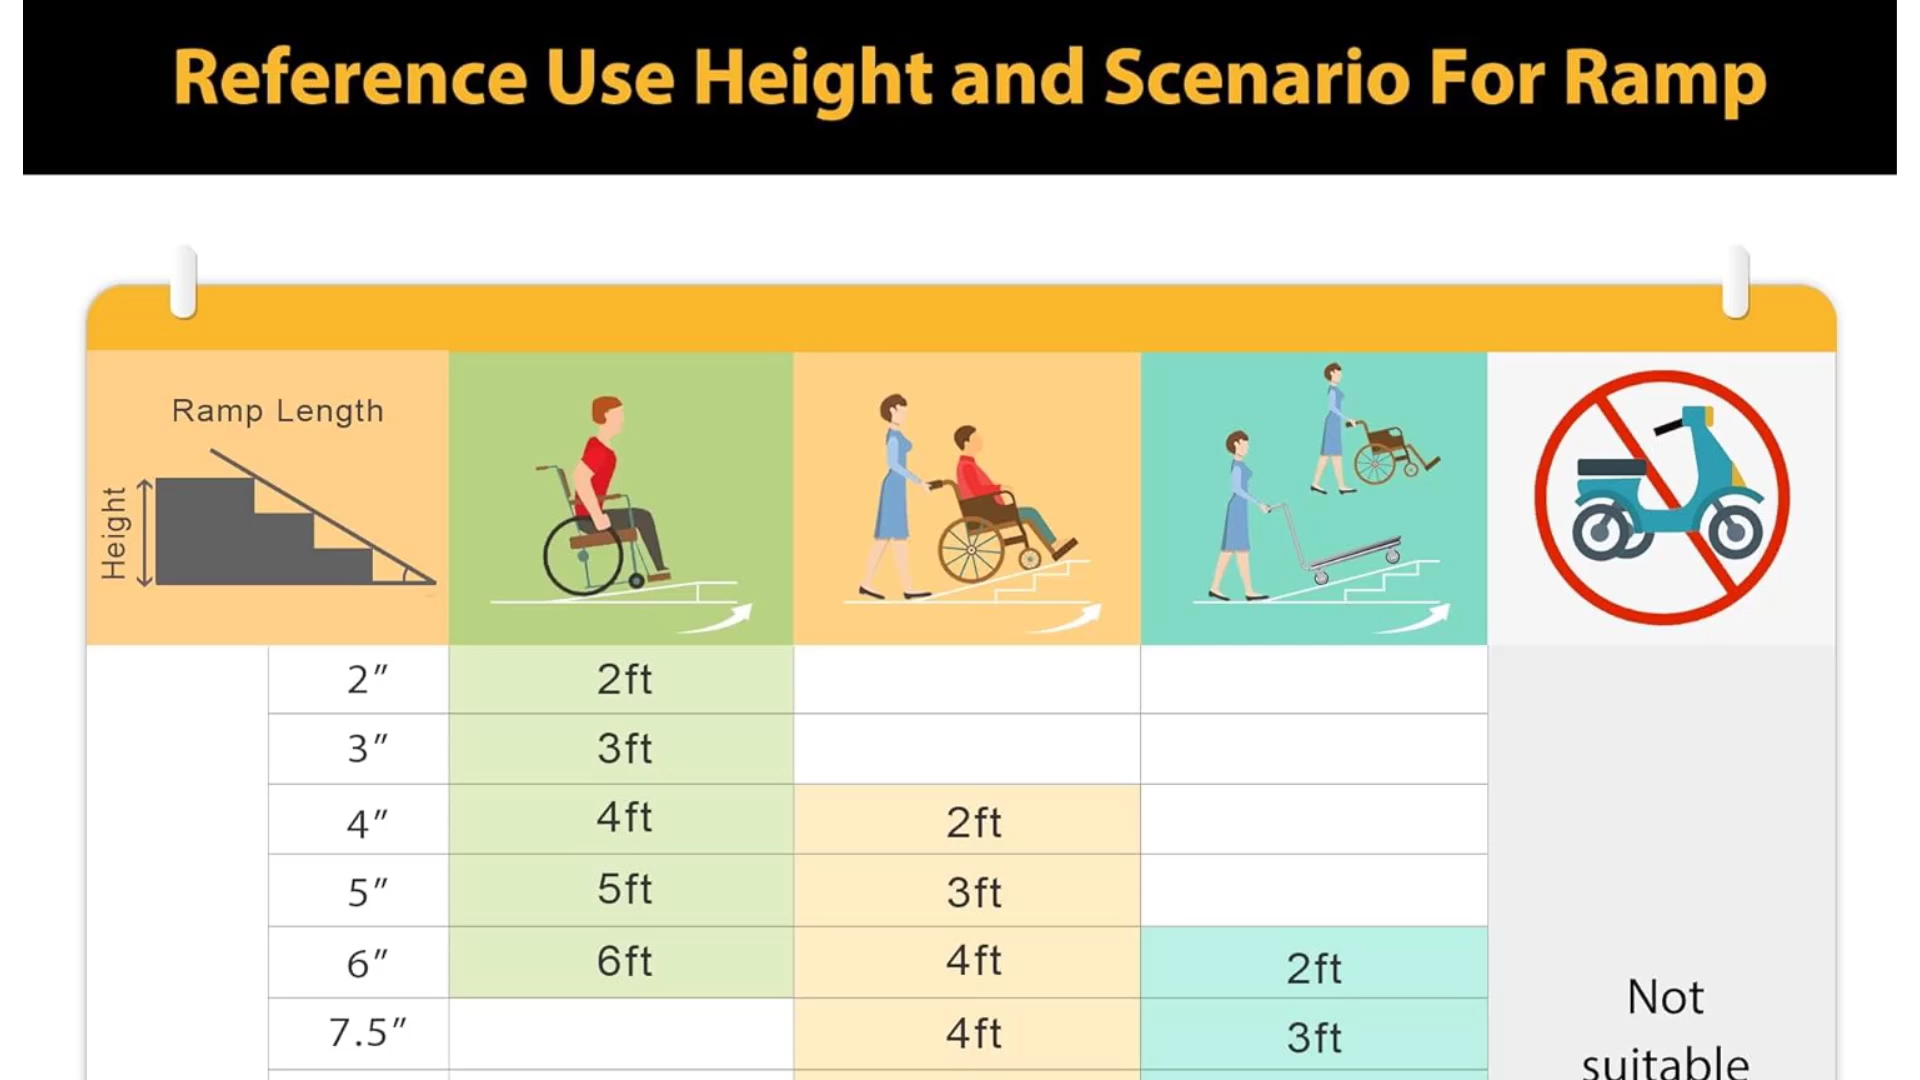 Reference Use Height and Scenario For Ramp
Ramp Length
Height
2″ 2ft
3″ 3ft
4″ 4ft 2ft
5″ 5ft 3ft
6″ 6ft 4ft 2ft
7.5″ 4ft 3ft
Not
suitable